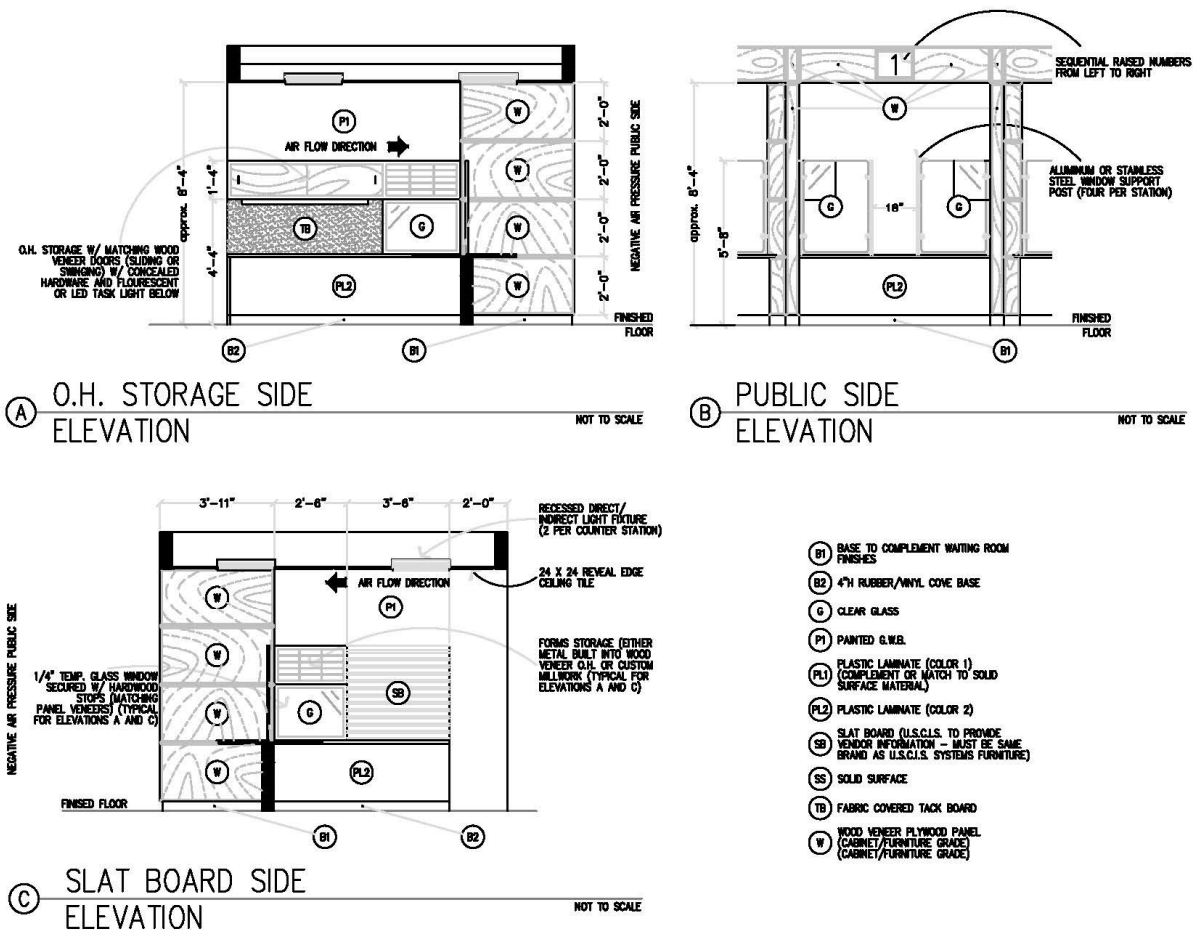 P1
AIR FLOW DIRECTION
W
W
W
W
TB
G
PL2
approx. 8'-4"
1'-4"
4'-4"
2'-0"
2'-0"
2'-0"
2'-0"
NEGATIVE AIR PRESSURE PUBLIC SIDE
O.H. STORAGE W/ MATCHING WOOD
VENEER DOORS (SLIDING OR
SWINGING) W/ CONCEALED
HARDWARE AND FLOURESCENT
OR LED TASK LIGHT BELOW
FINISHED
FLOOR
B2
B1
A
O.H. STORAGE SIDE
ELEVATION
NOT TO SCALE
1
SEQUENTIAL RAISED NUMBERS
FROM LEFT TO RIGHT
W
ALUMINUM OR STAINLESS
STEEL WINDOW SUPPORT
POST (FOUR PER STATION)
approx. 8'-4"
5'-8"
G
18"
G
PL2
FINISHED
FLOOR
B1
B
PUBLIC SIDE
ELEVATION
NOT TO SCALE
3'-11"
2'-6"
3'-6"
2'-0"
RECESSED DIRECT/
INDIRECT LIGHT FIXTURE
(2 PER COUNTER STATION)
24 X 24 REVEAL EDGE
CEILING TILE
AIR FLOW DIRECTION
P1
W
W
W
W
SB
G
PL2
FORMS STORAGE (EITHER
METAL BUILT INTO WOOD
VENEER O.H. OR CUSTOM
MILLWORK (TYPICAL FOR
ELEVATIONS A AND C)
NEGATIVE AIR PRESSURE PUBLIC SIDE
1/4" TEMP. GLASS WINDOW
SECURED W/ HARDWOOD
STOPS (MATCHING
PANEL VENEERS) (TYPICAL
FOR ELEVATIONS A AND C)
FINISED FLOOR
B1
B2
C
SLAT BOARD SIDE
ELEVATION
NOT TO SCALE
B1 BASE TO COMPLEMENT WAITING ROOM
FINISHES
B2 4"H RUBBER/VINYL COVE BASE
G CLEAR GLASS
P1 PAINTED G.W.B.
PL1 PLASTIC LAMINATE (COLOR 1)
(COMPLEMENT OR MATCH TO SOLID
SURFACE MATERIAL)
PL2 PLASTIC LAMINATE (COLOR 2)
SB SLAT BOARD (U.S.C.I.S. TO PROVIDE
VENDOR INFORMATION - MUST BE SAME
BRAND AS U.S.C.I.S. SYSTEMS FURNITURE)
SS SOLID SURFACE
TB FABRIC COVERED TACK BOARD
W WOOD VENEER PLYWOOD PANEL
(CABINET/FURNITURE GRADE)
(CABINET/FURNITURE GRADE)